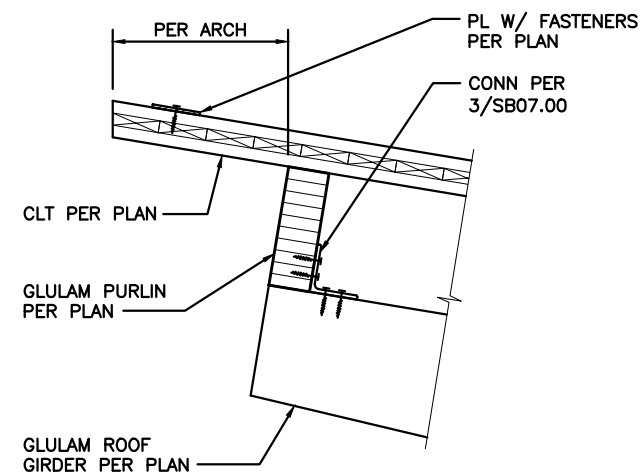 PER ARCH
PL W/ FASTENERS
PER PLAN
CONN PER
3/SB07.00
CLT PER PLAN
GLULAM PURLIN
PER PLAN
GLULAM ROOF
GIRDER PER PLAN